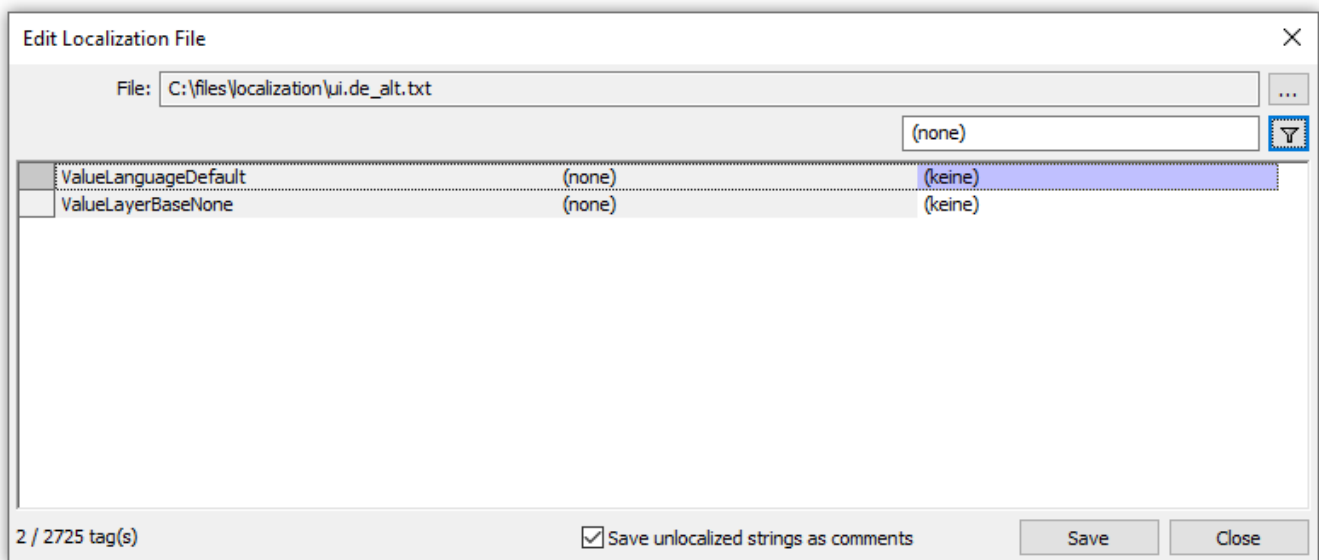 Edit Localization File
File: C:\files\localization\ui.de_alt.txt ...
(none)
ValueLanguageDefault (none) (keine)
ValueLayerBaseNone (none) (keine)
2 / 2725 tag(s) Save unlocalized strings as comments Save Close